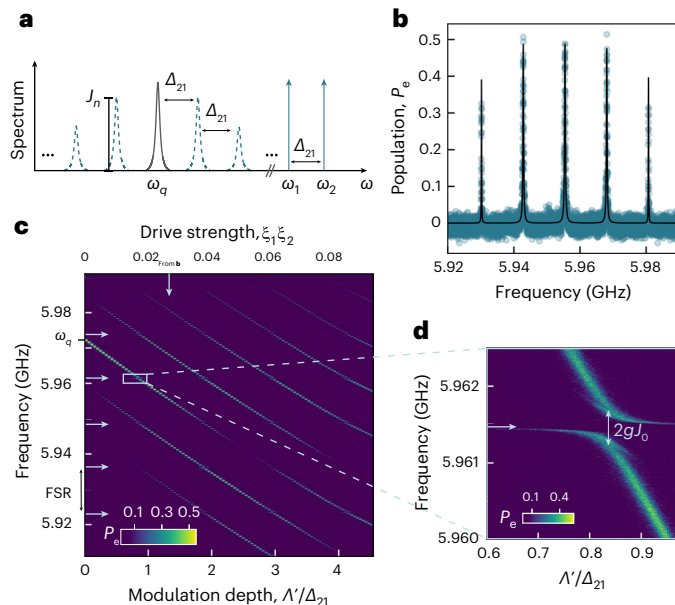 a
Spectrum
J_n
Δ_21
Δ_21
Δ_21
...
...
ω_q
ω_1
ω_2
ω
b
Population, P_e
0.5
0.4
0.3
0.2
0.1
0
5.92
5.94
5.96
5.98
Frequency (GHz)
c
Drive strength, ξ_1ξ_2
0
0.02
0.04
0.06
0.08
From b
Frequency (GHz)
5.98
ω_q
5.96
5.94
FSR
5.92
P_e
0.1
0.3
0.5
0
1
2
3
4
Modulation depth, Λ′/Δ_21
d
Frequency (GHz)
5.962
5.961
5.960
2gJ_0
P_e
0.1
0.4
0.6
0.7
0.8
0.9
Λ′/Δ_21